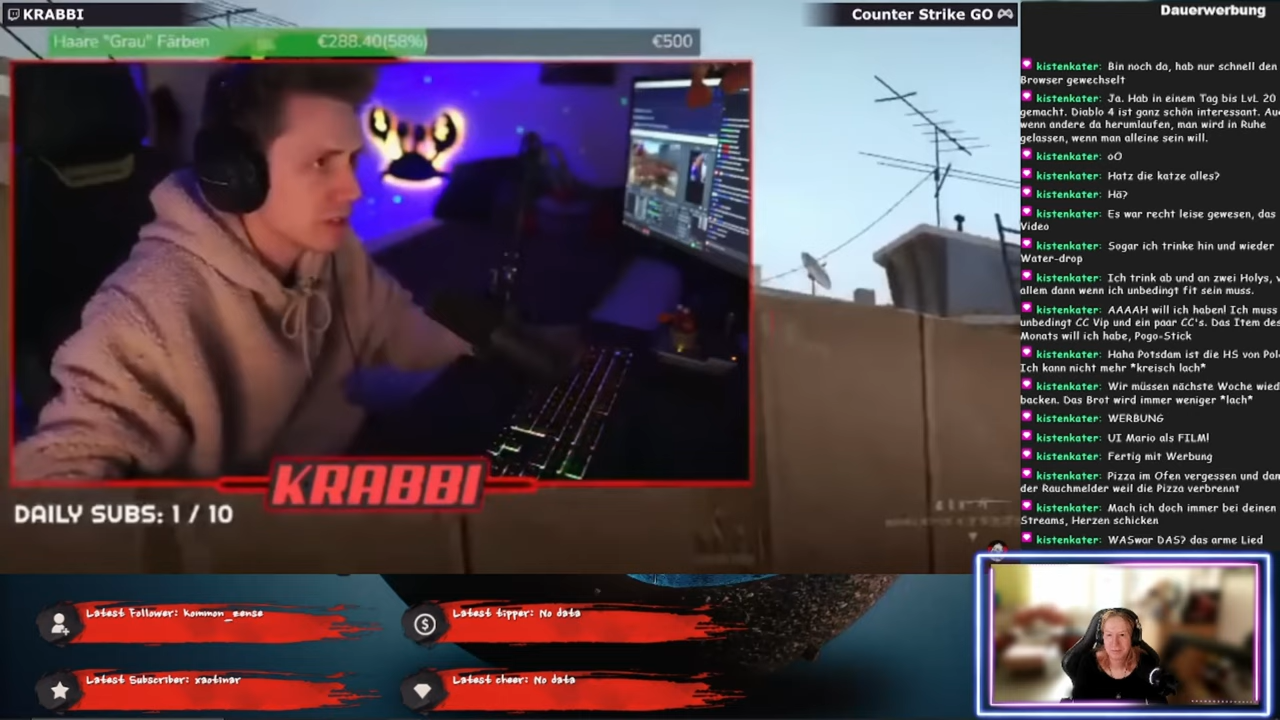 KRABBI
Counter Strike GO
Dauerwerbung
Haare "Grau" Färben
€288.40(58%)
€500
KRABBI
DAILY SUBS: 1 / 10
kistenkater: Bin noch da, hab nur schnell den
Browser gewechselt
kistenkater: Ja. Hab in einem Tag bis LvL 20
gemacht. Diablo 4 ist ganz schön interessant.
wenn andere da herumlaufen, man wird in Ruhe
gelassen, wenn man alleine sein will.
kistenkater: oO
kistenkater: Hatz die katze alles?
kistenkater: Hä?
kistenkater: Es war recht leise gewesen, das
Video
kistenkater: Sogar ich trinke hin und wieder
Water-drop
kistenkater: Ich trink ab und an zwei Holys,
allem dann wenn ich unbedingt fit sein muss.
kistenkater: AAAAH will ich haben! Ich muss
unbedingt CC Vip und ein paar CC's. Das Item des
Monats will ich habe, Pogo-Stick
kistenkater: Haha Potsdam ist die HS von Pol
Ich kann nicht mehr *kreisch lach*
kistenkater: Wir müssen nächste Woche wied
backen. Das Brot wird immer weniger *lach*
kistenkater: WERBUNG
kistenkater: UI Mario als FILM!
kistenkater: Fertig mit Werbung
kistenkater: Pizza im Ofen vergessen und dan
der Rauchmelder weil die Pizza verbrennt
kistenkater: Mach ich doch immer bei deinen
Streams, Herzen schicken
kistenkater: WASwar DAS? das arme Lied
Latest Follower: Kommon_sense
Latest tipper: No data
Latest Subscriber: xaotinar
Latest cheer: No data